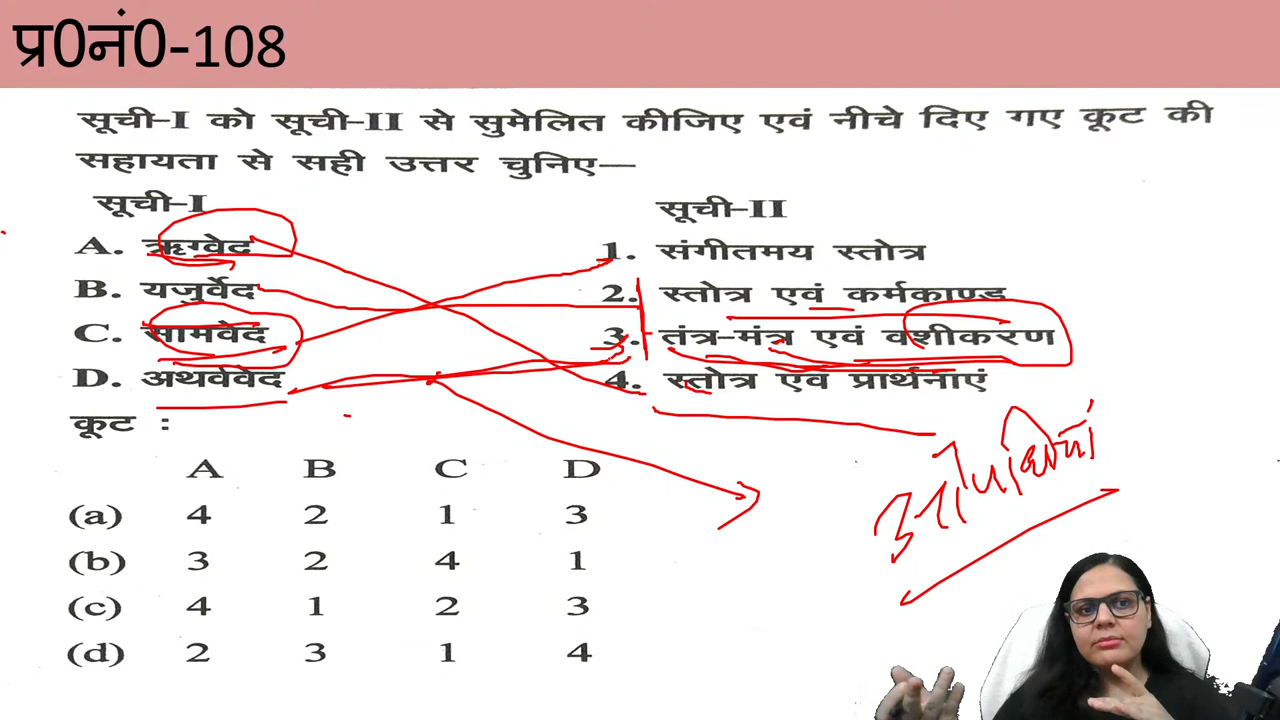 प्र0नं0-108
सूची-I को सूची-II से सुमेलित कीजिए एवं नीचे दिए गए कूट की
सहायता से सही उत्तर चुनिए—
सूची-I सूची-II
A. ऋग्वेद 1. संगीतमय स्तोत्र
B. यजुर्वेद 2. स्तोत्र एवं कर्मकाण्ड
C. सामवेद 3. तंत्र-मंत्र एवं वशीकरण
D. अथर्ववेद 4. स्तोत्र एवं प्रार्थनाएं
कूट :
A B C D
(a) 4 2 1 3
(b) 3 2 4 1
(c) 4 1 2 3
(d) 2 3 1 4